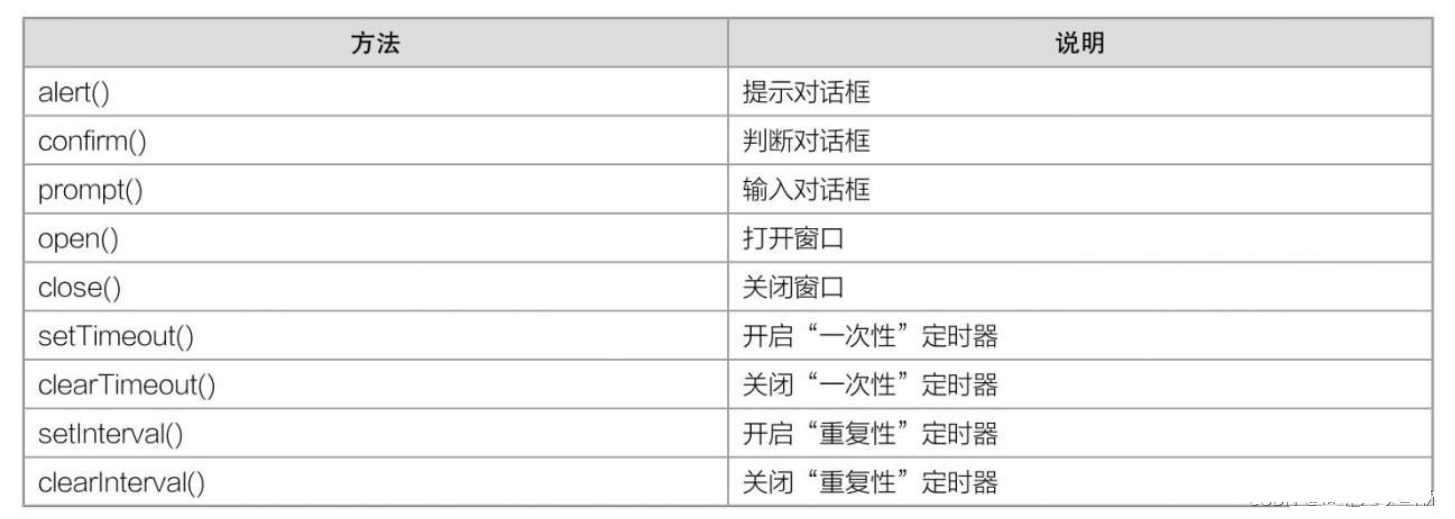 方法 说明
alert() 提示对话框
confirm() 判断对话框
prompt() 输入对话框
open() 打开窗口
close() 关闭窗口
setTimeout() 开启“一次性”定时器
clearTimeout() 关闭“一次性”定时器
setInterval() 开启“重复性”定时器
clearInterval() 关闭“重复性”定时器